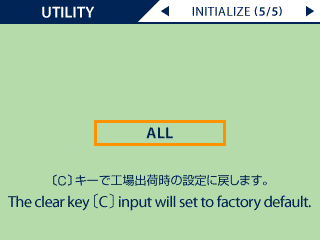 UTILITY
◀ INITIALIZE (5/5) ▶
ALL
〔C〕キーで工場出荷時の設定に戻します。
The clear key〔C〕input will set to factory default.